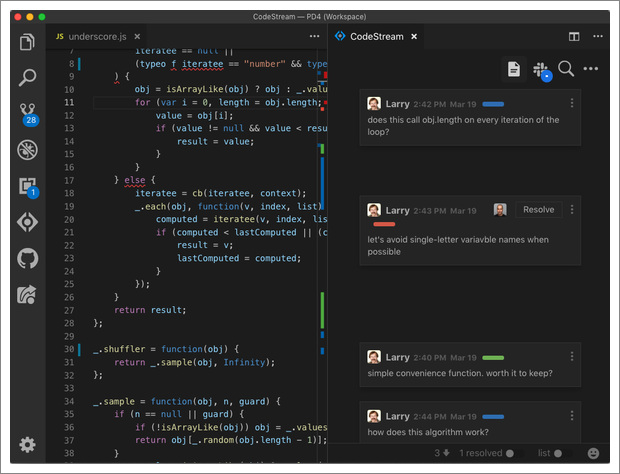 CodeStream — PD4 (Workspace)
JS underscore.js ×
CodeStream ×
7 iteratee == null ||
8 (typeo f iteratee == "number" && type
9 ) {
10 obj = isArrayLike(obj) ? obj : _.value
11 for (var i = 0, length = obj.length;
12 value = obj[i];
13 if (value != null && value < resu
14 result = value;
15 }
16 }
17 } else {
18 iteratee = cb(iteratee, context);
19 _.each(obj, function(v, index, list)
20 computed = iteratee(v, index, lis
21 if (computed < lastComputed || (c
22 result = v;
23 lastComputed = computed;
24 }
25 });
26 }
27 return result;
28 };
29
30 _.shuffler = function(obj) {
31 return _.sample(obj, Infinity);
32 };
33
34 _.sample = function(obj, n, guard) {
35 if (n == null || guard) {
36 if (!isArrayLike(obj)) obj = _.values
37 return obj[_.random(obj.length - 1)];
38 }
28
1
Larry 2:42 PM Mar 19
does this call obj.length on every iteration of the
loop?
Larry 2:43 PM Mar 19 Resolve
let's avoid single-letter variavble names when
possible
Larry 2:40 PM Mar 19
simple convenience function. worth it to keep?
Larry 2:44 PM Mar 19
how does this algorithm work?
3 1 resolved list